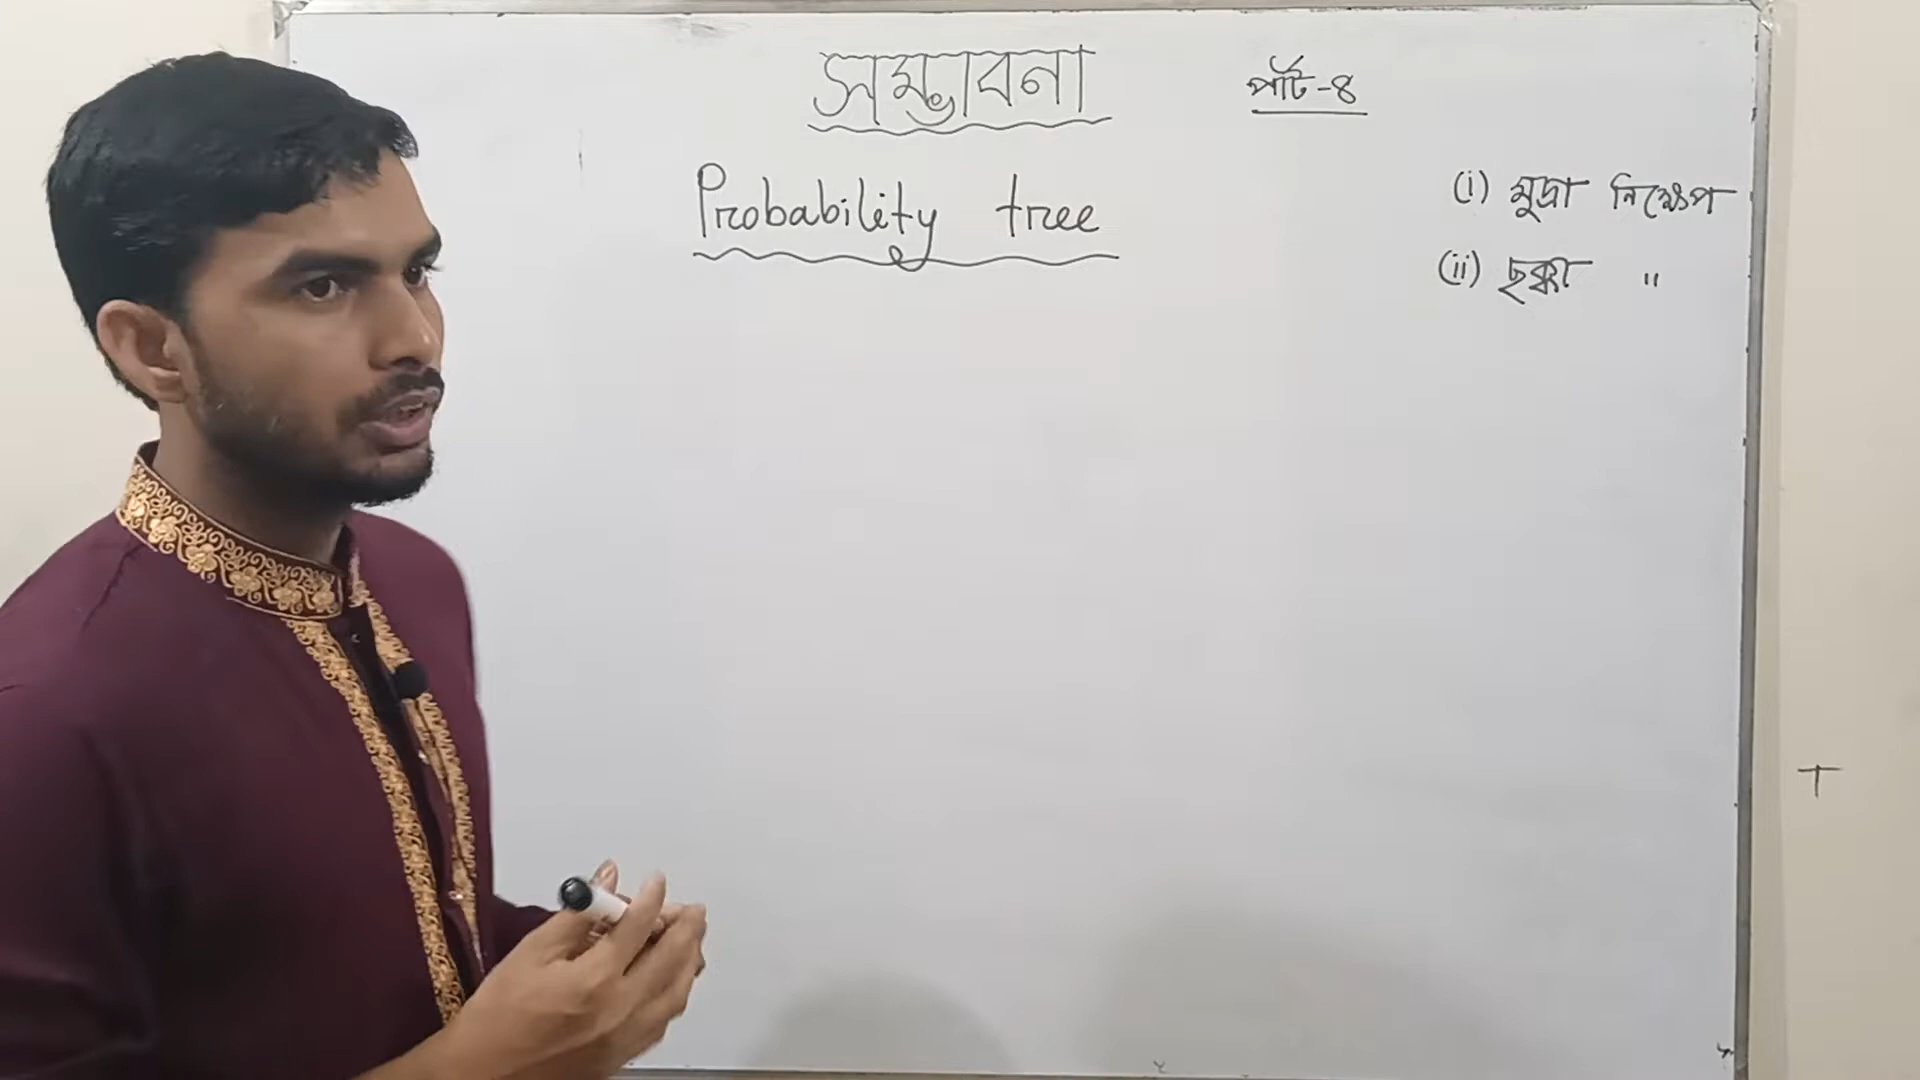 সম্ভাবনা
পার্ট-৪
Probability tree
(i) মুদ্রা নিক্ষেপ
(ii) ছক্কা "